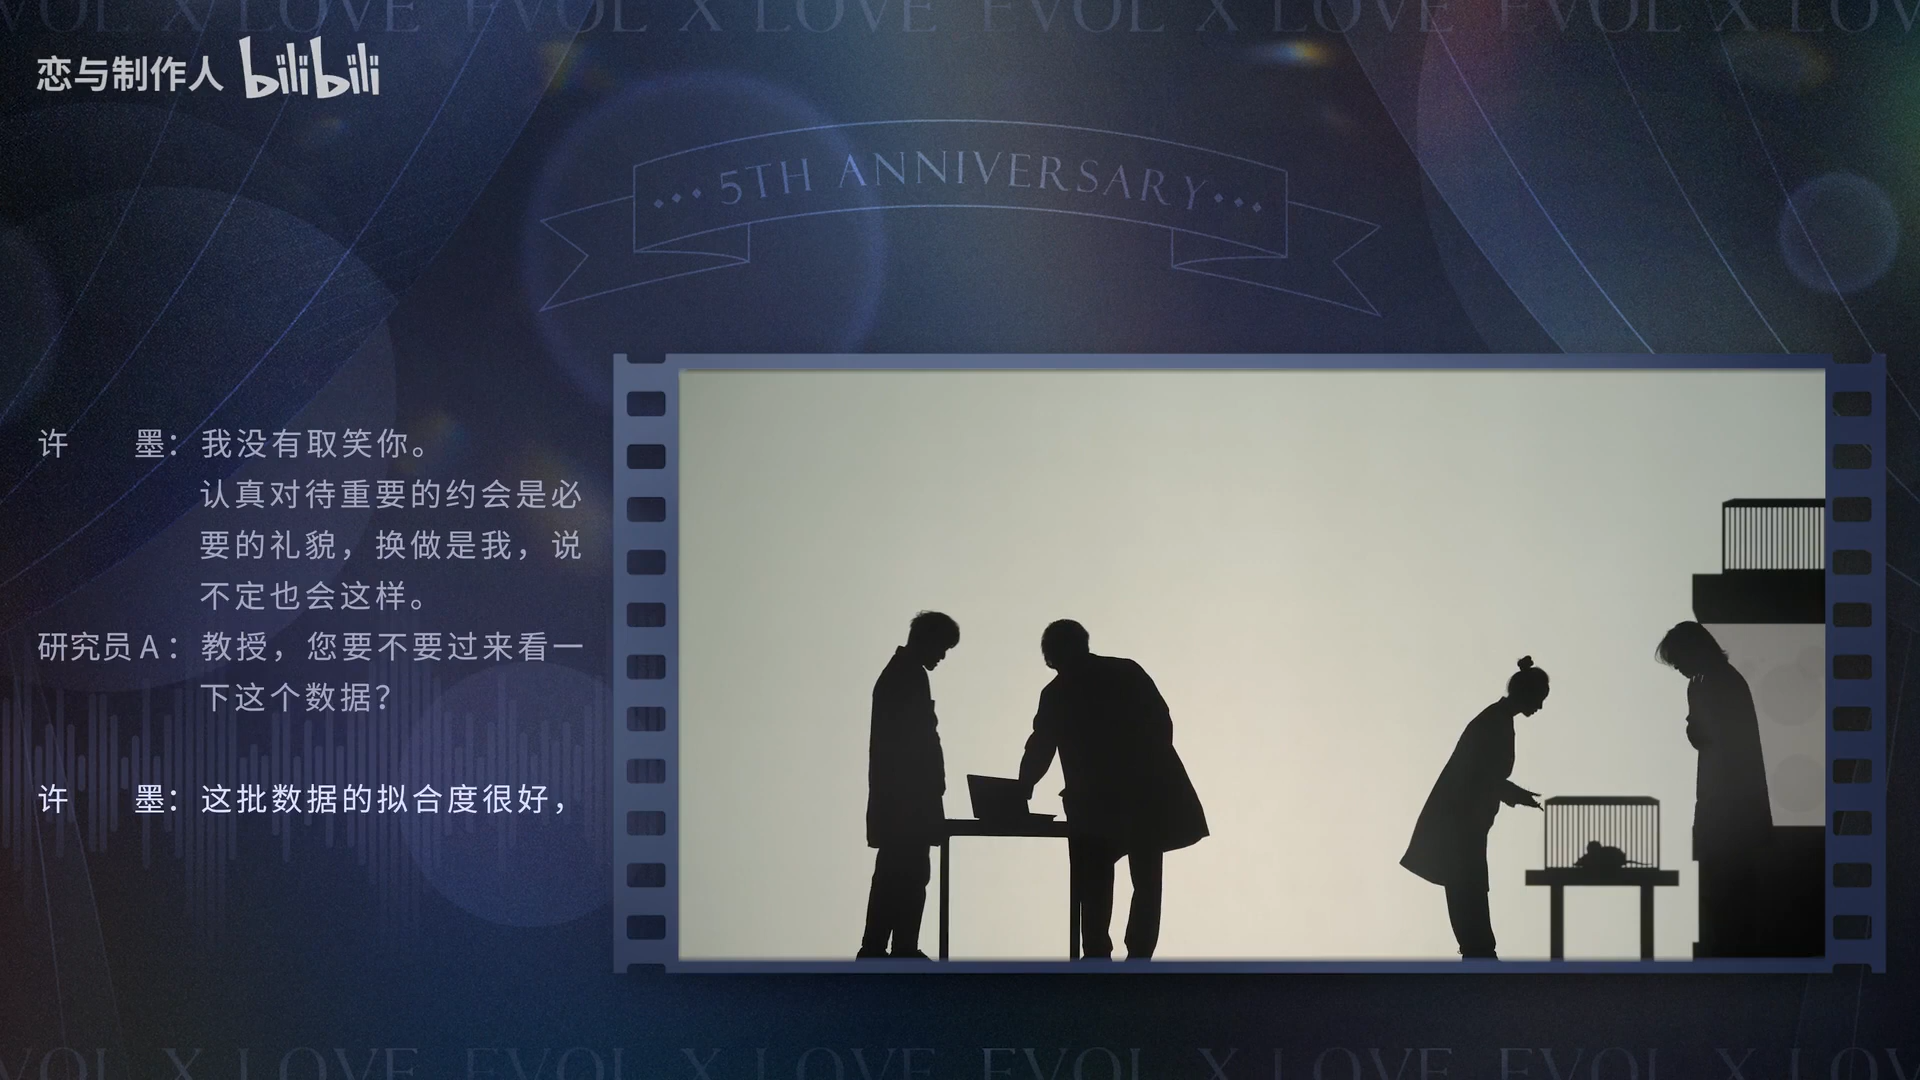 EVOL X LOVE EVOL X LOVE EVOL X LOVE EVOL X LOV
恋与制作人 bilibili
5TH ANNIVERSARY
许墨：我没有取笑你。
认真对待重要的约会是必
要的礼貌，换做是我，说
不定也会这样。
研究员A：教授，您要不要过来看一
下这个数据？
许墨：这批数据的拟合度很好，
VOL X LOVE EVOL X LOVE EVOL X LOVE EVOL X LOV